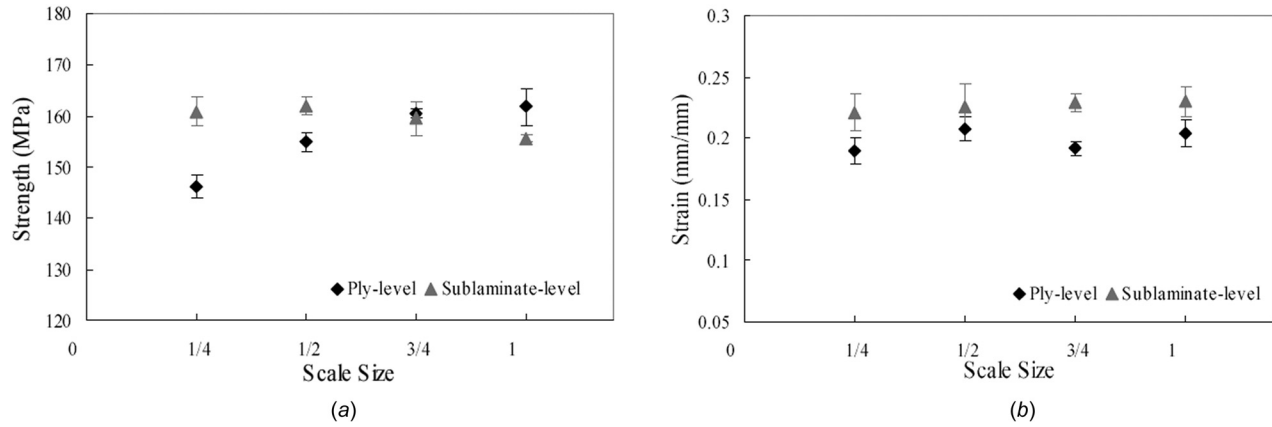 180
170
160
150
140
130
120
Strength (MPa)
Ply-level Sublaminate-level
0 1/4 1/2 3/4 1
Scale Size
(a)
0.3
0.25
0.2
0.15
0.1
0.05
Strain (mm/mm)
Ply-level Sublaminate-level
0 1/4 1/2 3/4 1
Scale Size
(b)